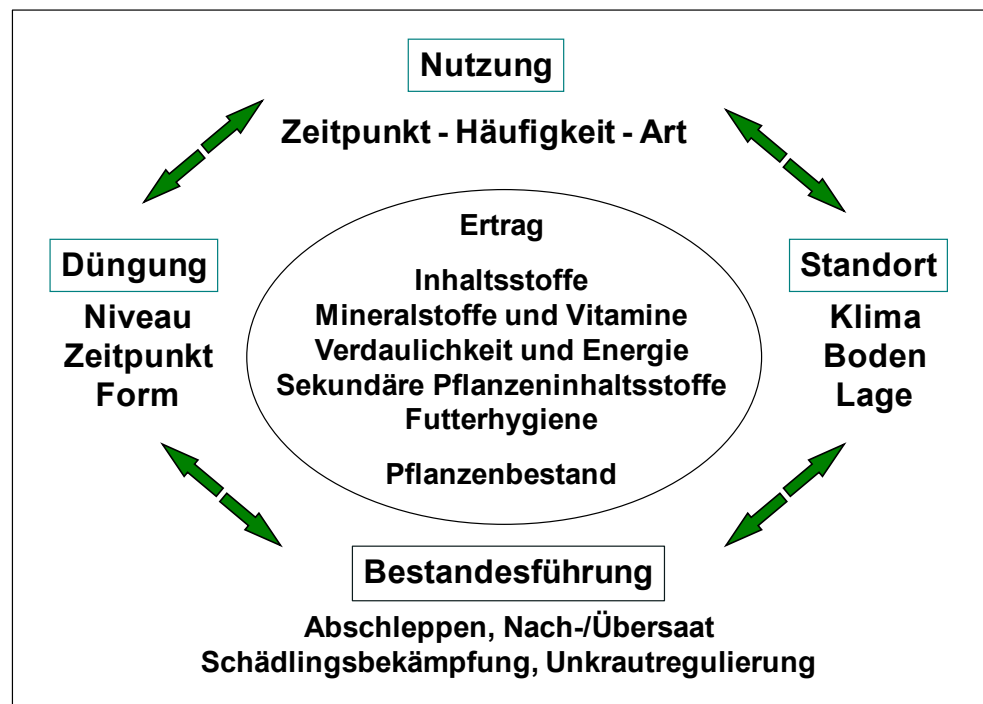 Nutzung
Zeitpunkt - Häufigkeit - Art
Düngung
Niveau
Zeitpunkt
Form
Ertrag
Inhaltsstoffe
Mineralstoffe und Vitamine
Verdaulichkeit und Energie
Sekundäre Pflanzeninhaltsstoffe
Futterhygiene
Pflanzenbestand
Standort
Klima
Boden
Lage
Bestandesführung
Abschleppen, Nach-/Übersaat
Schädlingsbekämpfung, Unkrautregulierung